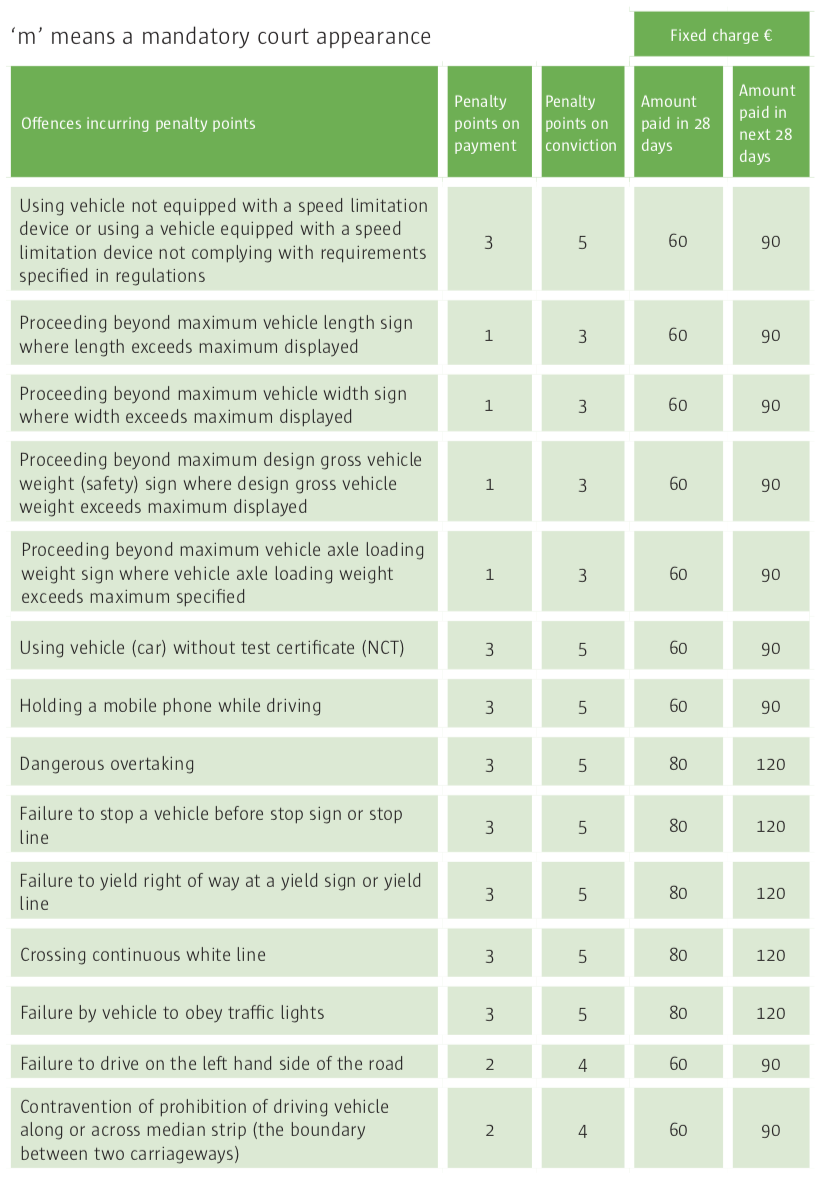 ‘m’ means a mandatory court appearance
Fixed charge €
Offences incurring penalty points
Penalty
points on
payment
Penalty
points on
conviction
Amount
paid in 28
days
Amount
paid in
next 28
days
Using vehicle not equipped with a speed limitation
device or using a vehicle equipped with a speed
limitation device not complying with requirements
specified in regulations
3 5 60 90
Proceeding beyond maximum vehicle length sign
where length exceeds maximum displayed
1 3 60 90
Proceeding beyond maximum vehicle width sign
where width exceeds maximum displayed
1 3 60 90
Proceeding beyond maximum design gross vehicle
weight (safety) sign where design gross vehicle
weight exceeds maximum displayed
1 3 60 90
Proceeding beyond maximum vehicle axle loading
weight sign where vehicle axle loading weight
exceeds maximum specified
1 3 60 90
Using vehicle (car) without test certificate (NCT) 3 5 60 90
Holding a mobile phone while driving 3 5 60 90
Dangerous overtaking 3 5 80 120
Failure to stop a vehicle before stop sign or stop
line
3 5 80 120
Failure to yield right of way at a yield sign or yield
line
3 5 80 120
Crossing continuous white line 3 5 80 120
Failure by vehicle to obey traffic lights 3 5 80 120
Failure to drive on the left hand side of the road 2 4 60 90
Contravention of prohibition of driving vehicle
along or across median strip (the boundary
between two carriageways)
2 4 60 90